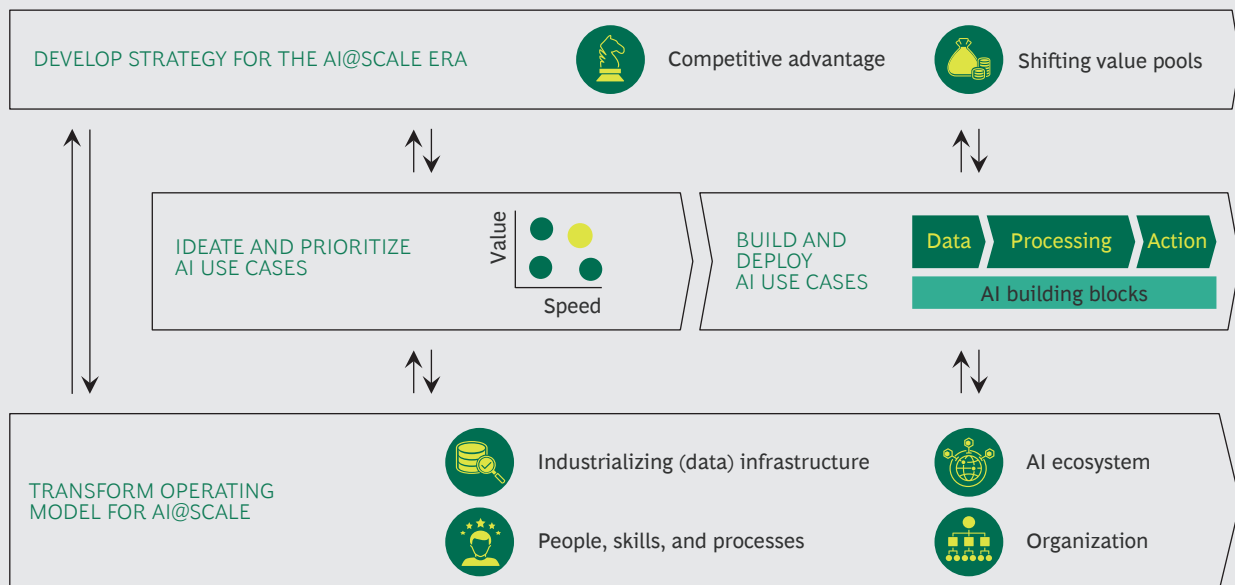 DEVELOP STRATEGY FOR THE AI@SCALE ERA
Competitive advantage
Shifting value pools
IDEATE AND PRIORITIZE
AI USE CASES
Value
Speed
BUILD AND
DEPLOY
AI USE CASES
Data
Processing
Action
AI building blocks
TRANSFORM OPERATING
MODEL FOR AI@SCALE
Industrializing (data) infrastructure
AI ecosystem
People, skills, and processes
Organization